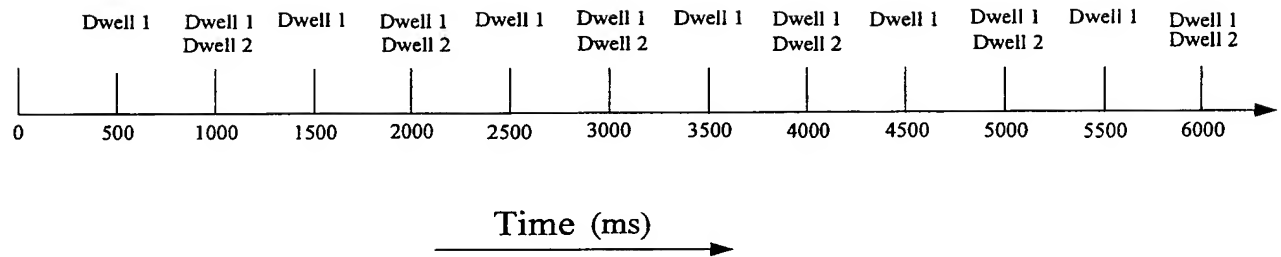 Dwell 1 Dwell 1 Dwell 1 Dwell 1 Dwell 1 Dwell 1 Dwell 1 Dwell 1 Dwell 1 Dwell 1 Dwell 1 Dwell 1
Dwell 2 Dwell 2 Dwell 2 Dwell 2 Dwell 2 Dwell 2
0 500 1000 1500 2000 2500 3000 3500 4000 4500 5000 5500 6000
Time (ms)